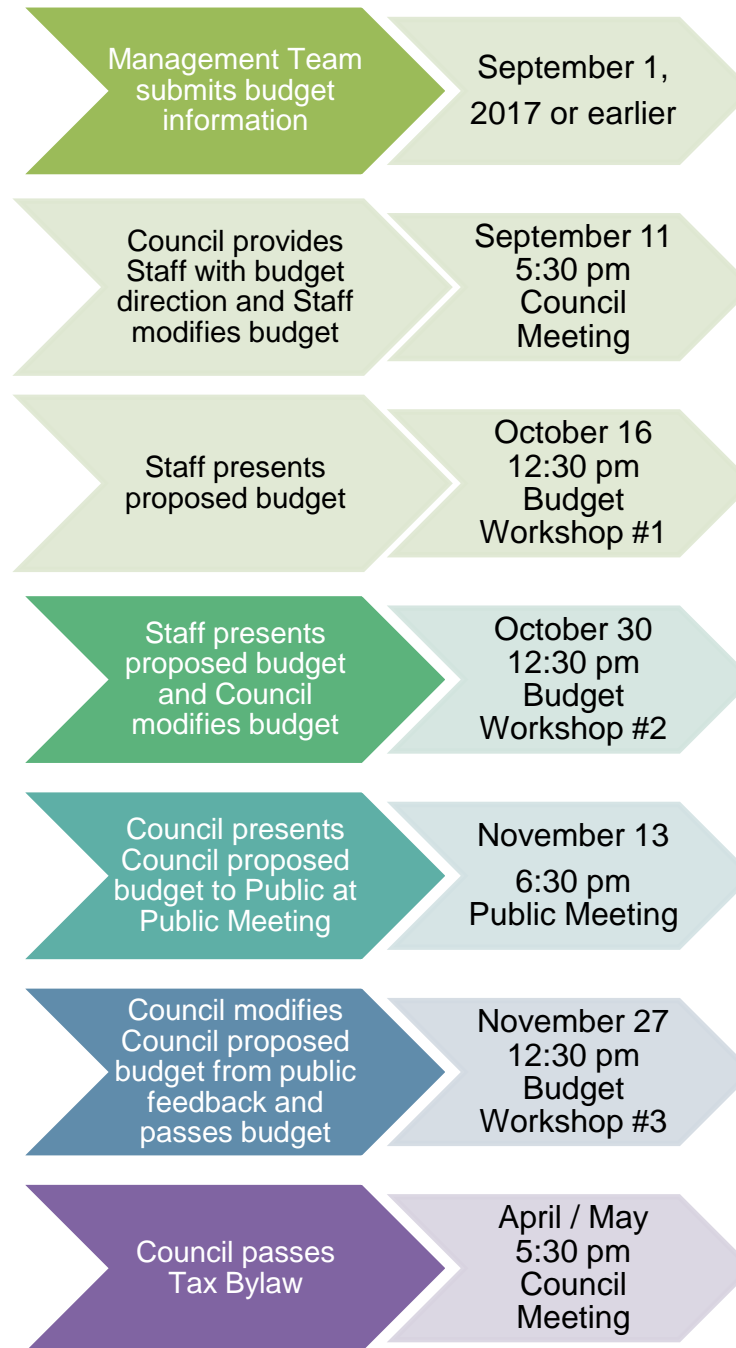 Management Team
submits budget
information
September 1,
2017 or earlier
Council provides
Staff with budget
direction and Staff
modifies budget
September 11
5:30 pm
Council
Meeting
Staff presents
proposed budget
October 16
12:30 pm
Budget
Workshop #1
Staff presents
proposed budget
and Council
modifies budget
October 30
12:30 pm
Budget
Workshop #2
Council presents
Council proposed
budget to Public at
Public Meeting
November 13
6:30 pm
Public Meeting
Council modifies
Council proposed
budget from public
feedback and
passes budget
November 27
12:30 pm
Budget
Workshop #3
Council passes
Tax Bylaw
April / May
5:30 pm
Council
Meeting